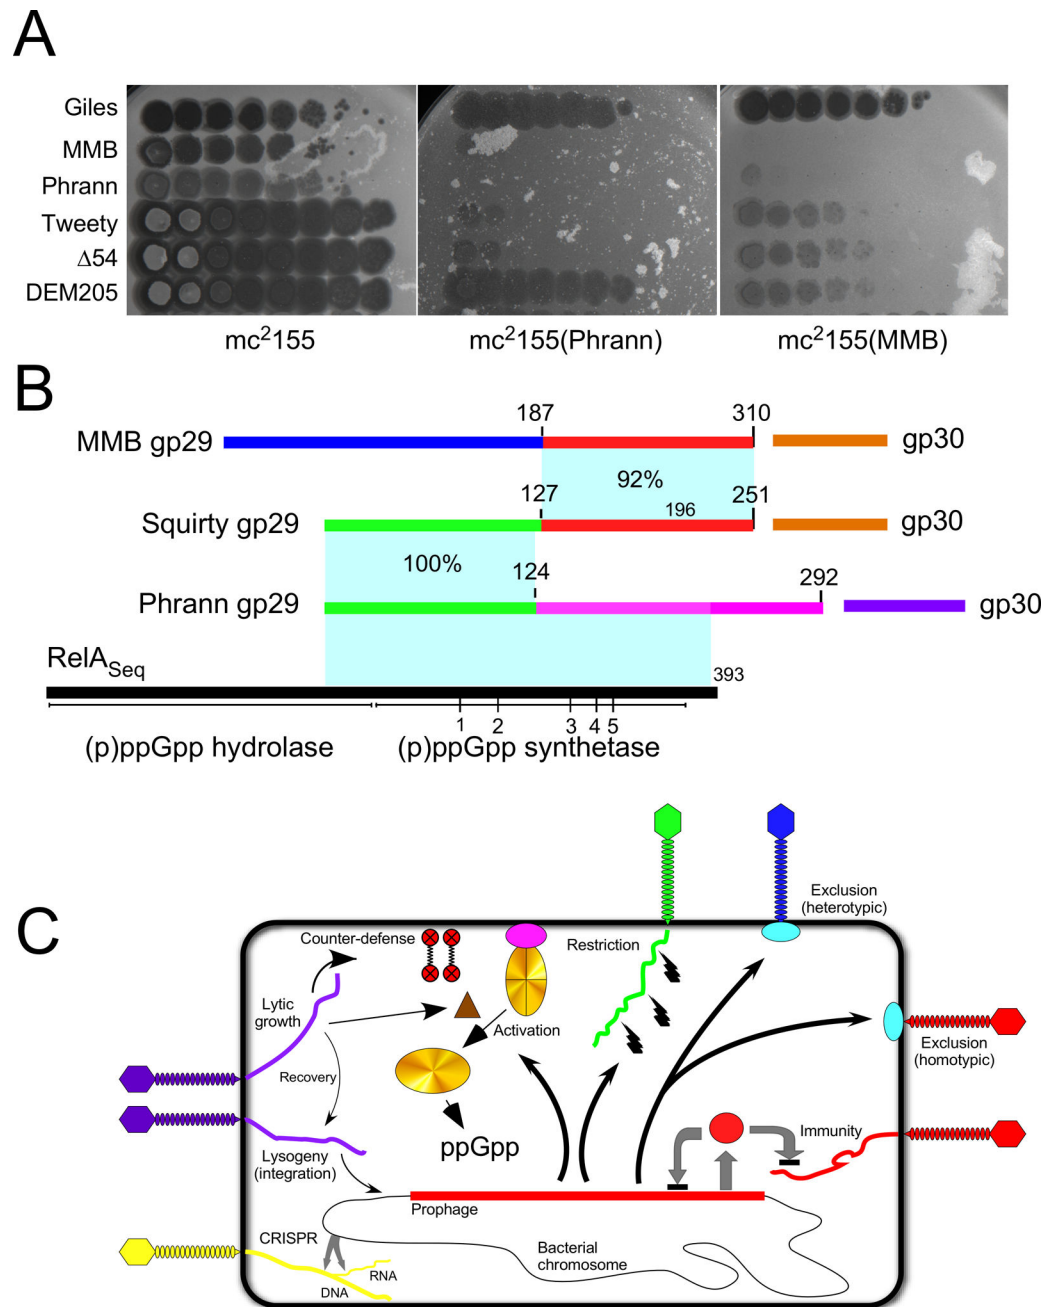 A
Giles
MMB
Phrann
Tweety
Δ54
DEM205
mc²155
mc²155(Phrann)
mc²155(MMB)
B
187
310
MMB gp29
gp30
92%
127
251
196
Squirty gp29
gp30
100%
124
292
Phrann gp29
gp30
RelA_Seq
393
1 2 3 4 5
(p)ppGpp hydrolase
(p)ppGpp synthetase
C
Exclusion
(heterotypic)
Counter-defense
Restriction
Lytic
growth
Activation
Exclusion
(homotypic)
Recovery
Immunity
ppGpp
Lysogeny
(integration)
Prophage
CRISPR
Bacterial
chromosome
RNA
DNA